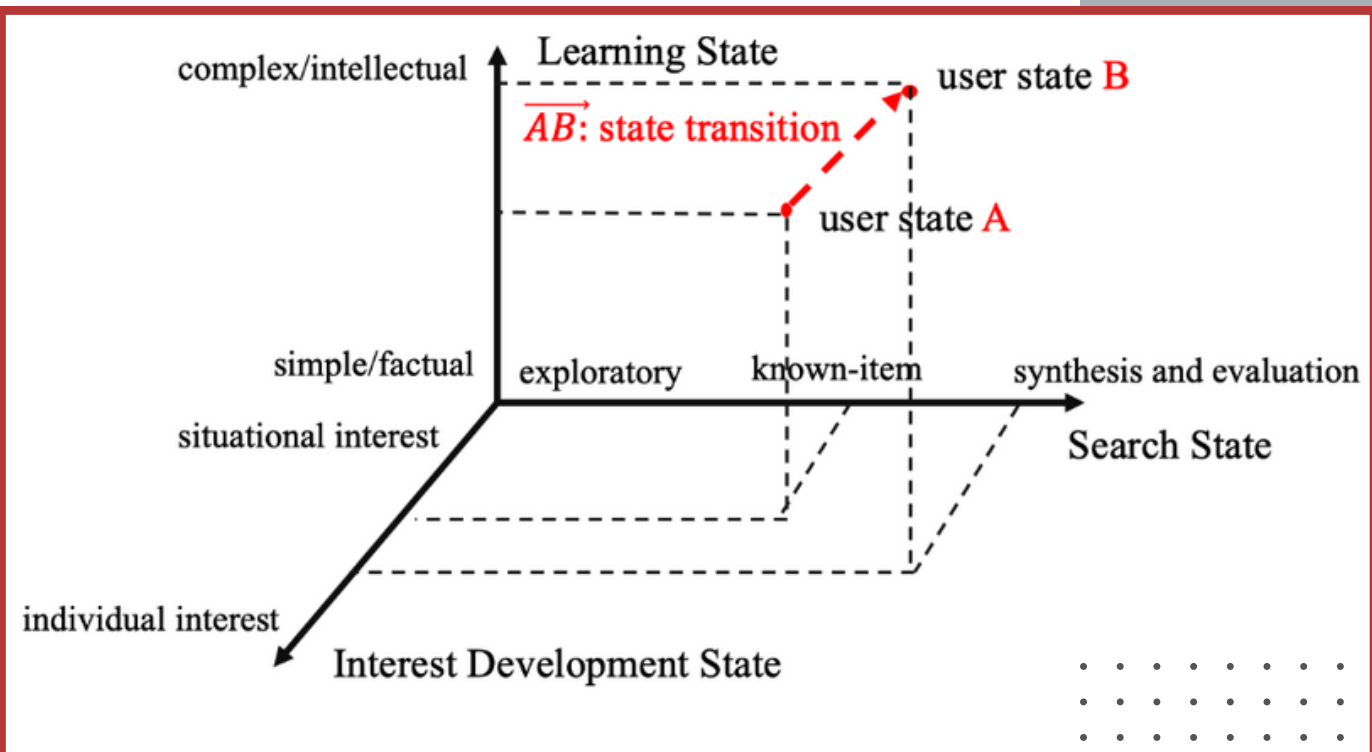 Learning State
complex/intellectual
user state B
AB: state transition
user state A
simple/factual
exploratory
known-item
synthesis and evaluation
situational interest
Search State
individual interest
Interest Development State